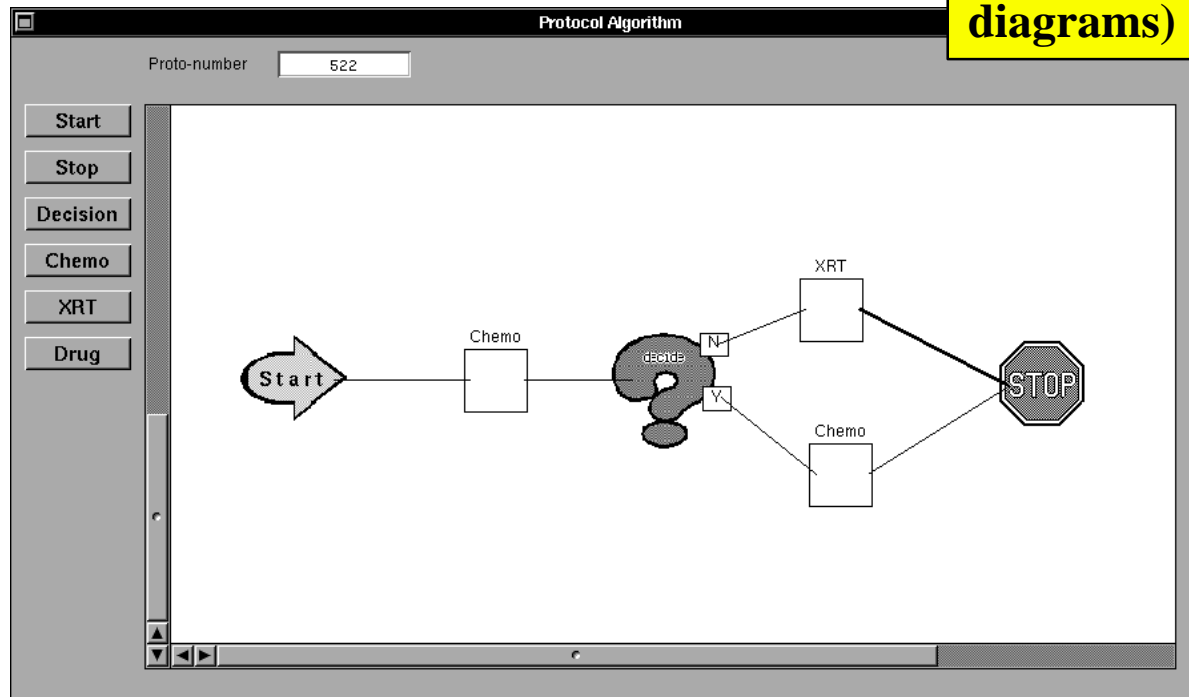 diagrams)
Protocol Algorithm
Proto-number 522
Start
Stop
Decision
Chemo
XRT
Drug
XRT
Chemo
decide
N
Start
STOP
Y
Chemo